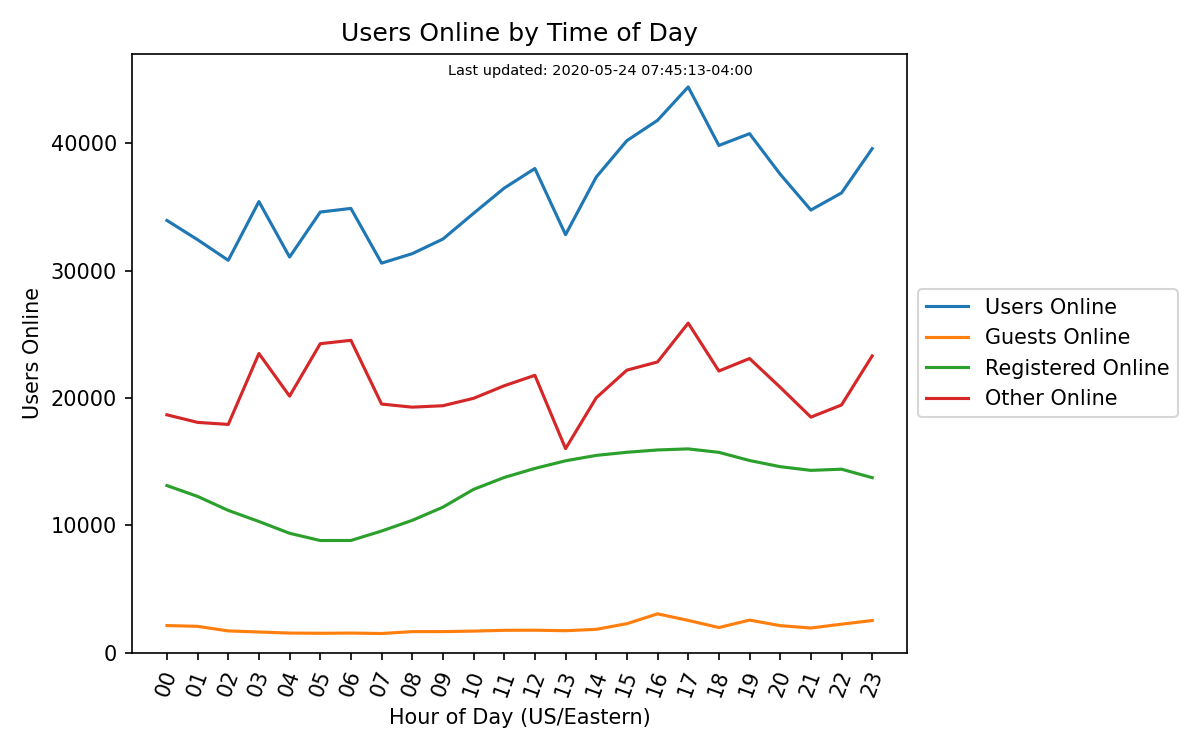 Users Online by Time of Day
Last updated: 2020-05-24 07:45:13-04:00
Users Online
40000
30000
20000
10000
0
00 01 02 03 04 05 06 07 08 09 10 11 12 13 14 15 16 17 18 19 20 21 22 23
Hour of Day (US/Eastern)
Users Online
Guests Online
Registered Online
Other Online